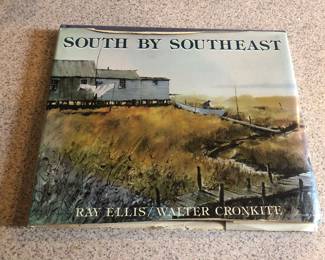 SOUTH BY SOUTHEAST
RAY ELLIS/WALTER CRONKITE